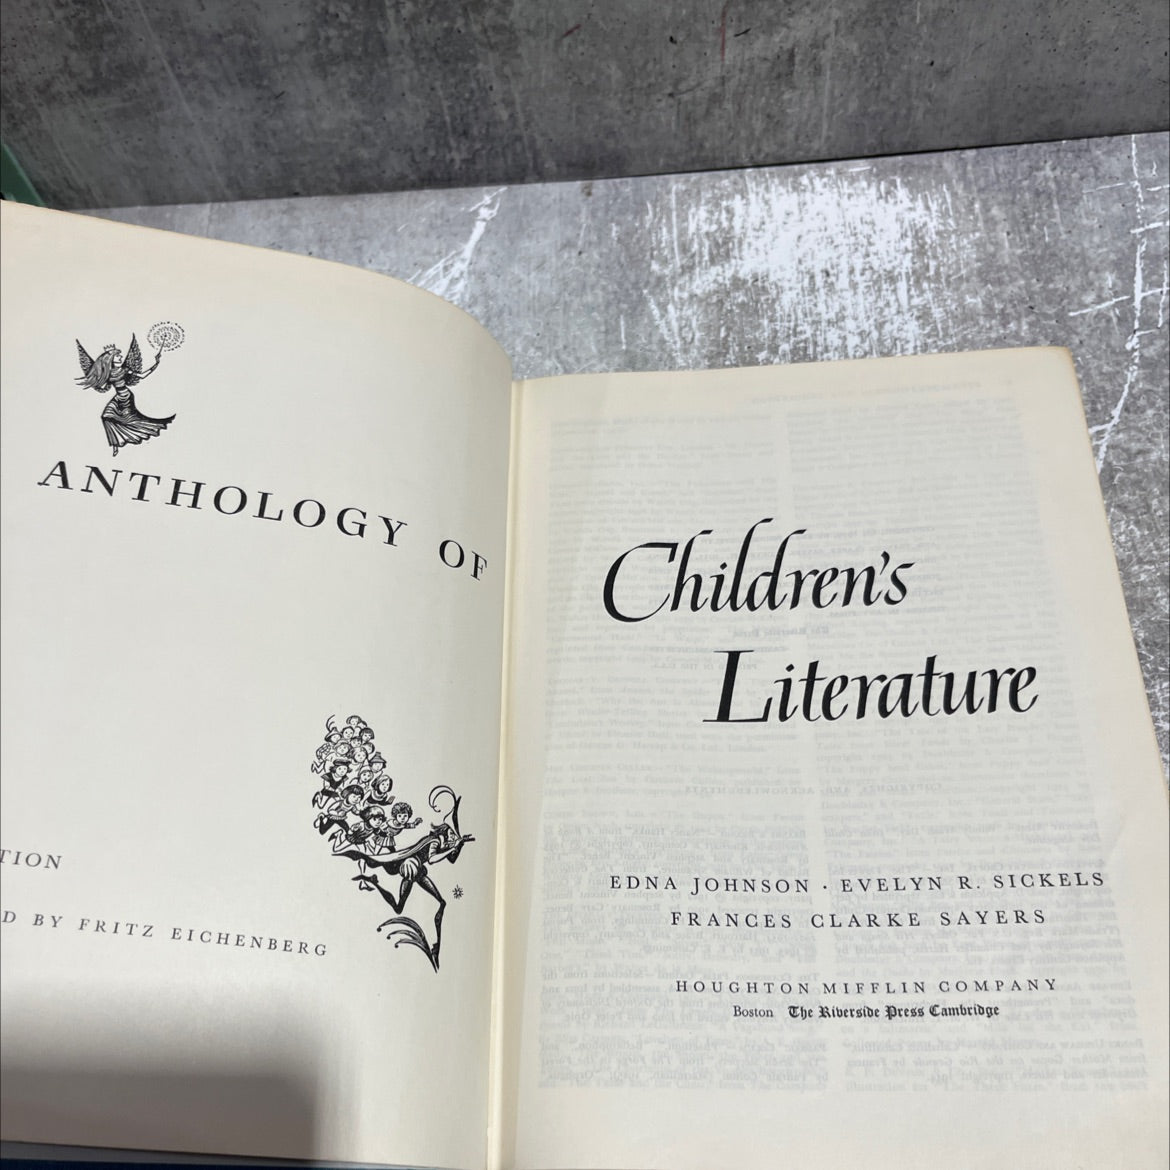 ANTHOLOGY OF
TION
D BY FRITZ EICHENBERG
Children's
Literature
EDNA JOHNSON · EVELYN R. SICKELS
FRANCES CLARKE SAYERS
HOUGHTON MIFFLIN COMPANY
Boston The Riverside Press Cambridge